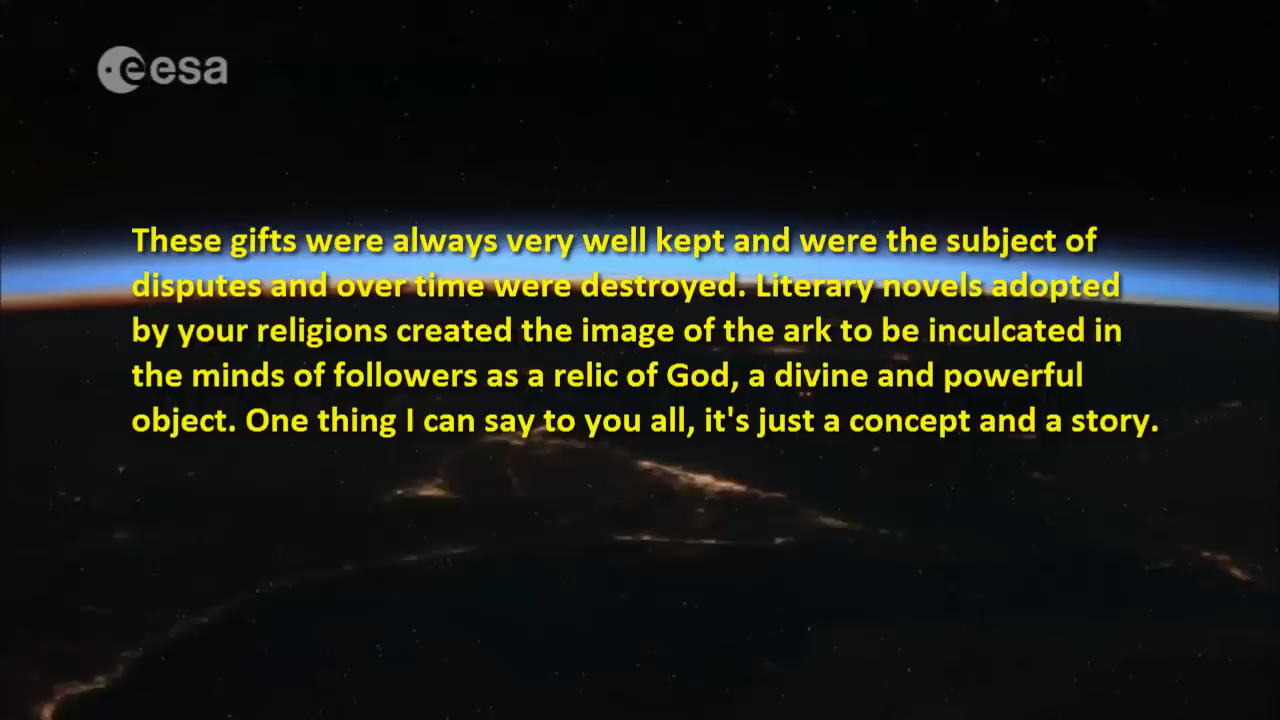 eesa
These gifts were always very well kept and were the subject of
disputes and over time were destroyed. Literary novels adopted
by your religions created the image of the ark to be inculcated in
the minds of followers as a relic of God, a divine and powerful
object. One thing I can say to you all, it's just a concept and a story.